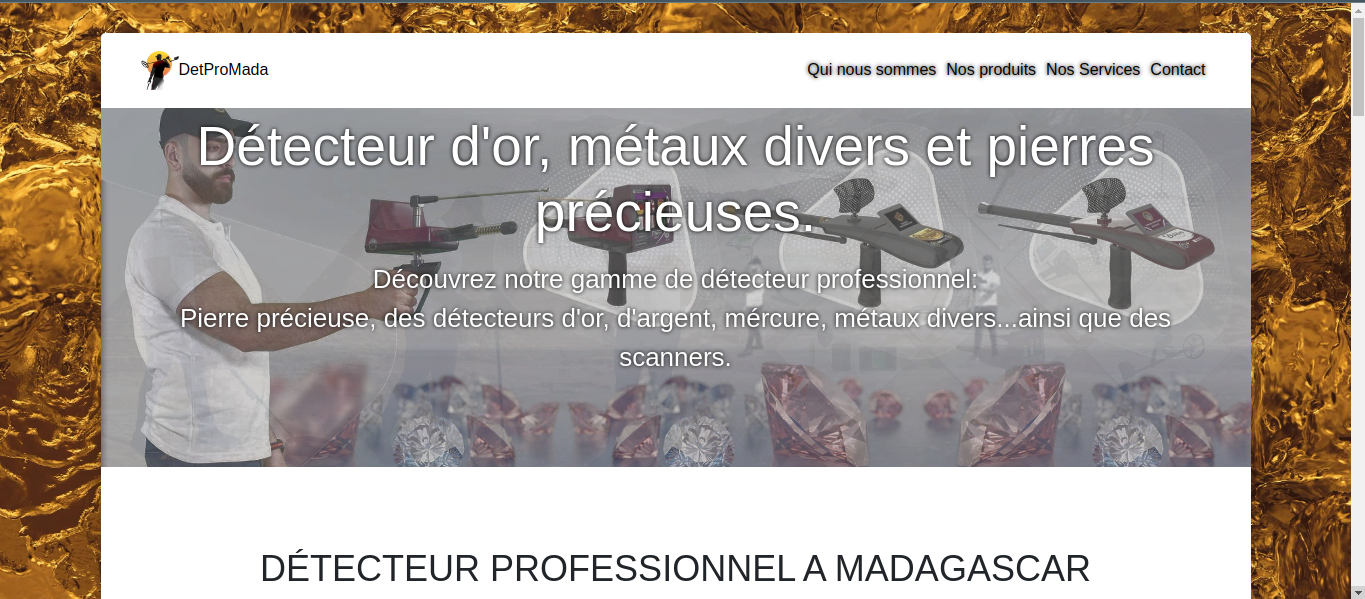 DetProMada
Qui nous sommes Nos produits Nos Services Contact
Détecteur d'or, métaux divers et pierres
précieuses.
Découvrez notre gamme de détecteur professionnel:
Pierre précieuse, des détecteurs d'or, d'argent, mércure, métaux divers...ainsi que des
scanners.
DÉTECTEUR PROFESSIONNEL A MADAGASCAR